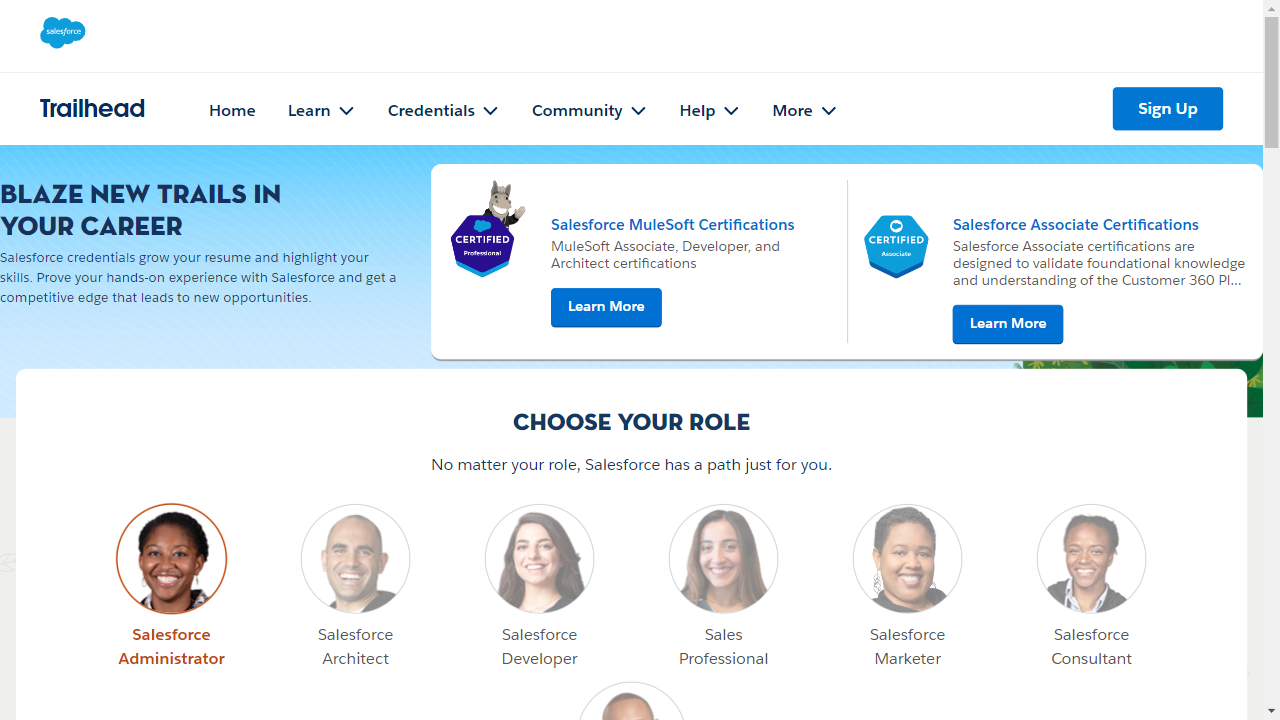 salesforce
Trailhead
Home
Learn
Credentials
Community
Help
More
Sign Up
BLAZE NEW TRAILS IN
YOUR CAREER
Salesforce credentials grow your resume and highlight your
skills. Prove your hands-on experience with Salesforce and get a
competitive edge that leads to new opportunities.
CERTIFIED
Professional
Salesforce MuleSoft Certifications
MuleSoft Associate, Developer, and
Architect certifications
Learn More
CERTIFIED
Associate
Salesforce Associate Certifications
Salesforce Associate certifications are
designed to validate foundational knowledge
and understanding of the Customer 360 Pl...
Learn More
CHOOSE YOUR ROLE
No matter your role, Salesforce has a path just for you.
Salesforce
Administrator
Salesforce
Architect
Salesforce
Developer
Sales
Professional
Salesforce
Marketer
Salesforce
Consultant